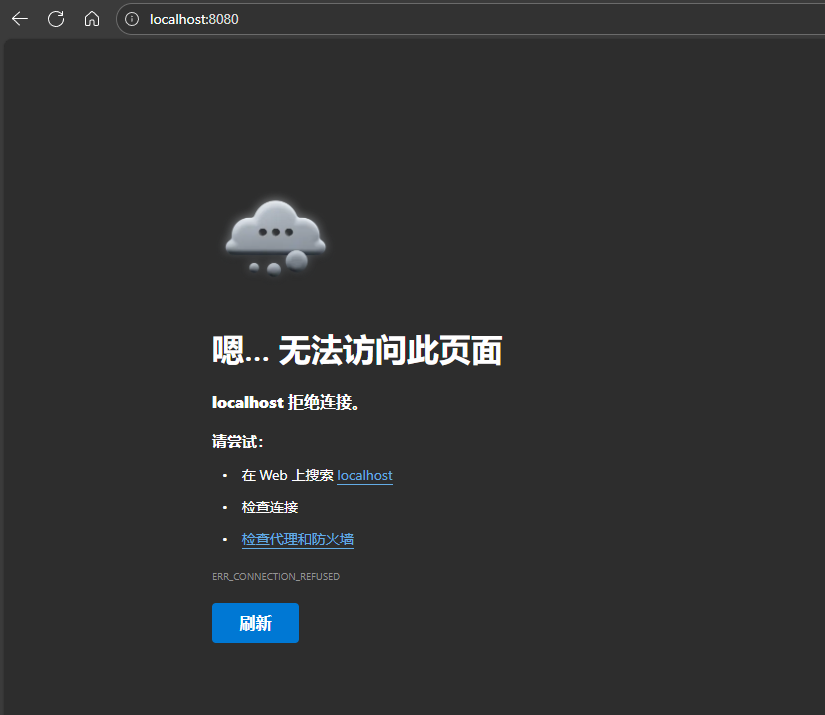 localhost:8080
嗯... 无法访问此页面
localhost 拒绝连接。
请尝试:
• 在 Web 上搜索 localhost
• 检查连接
• 检查代理和防火墙
ERR_CONNECTION_REFUSED
刷新